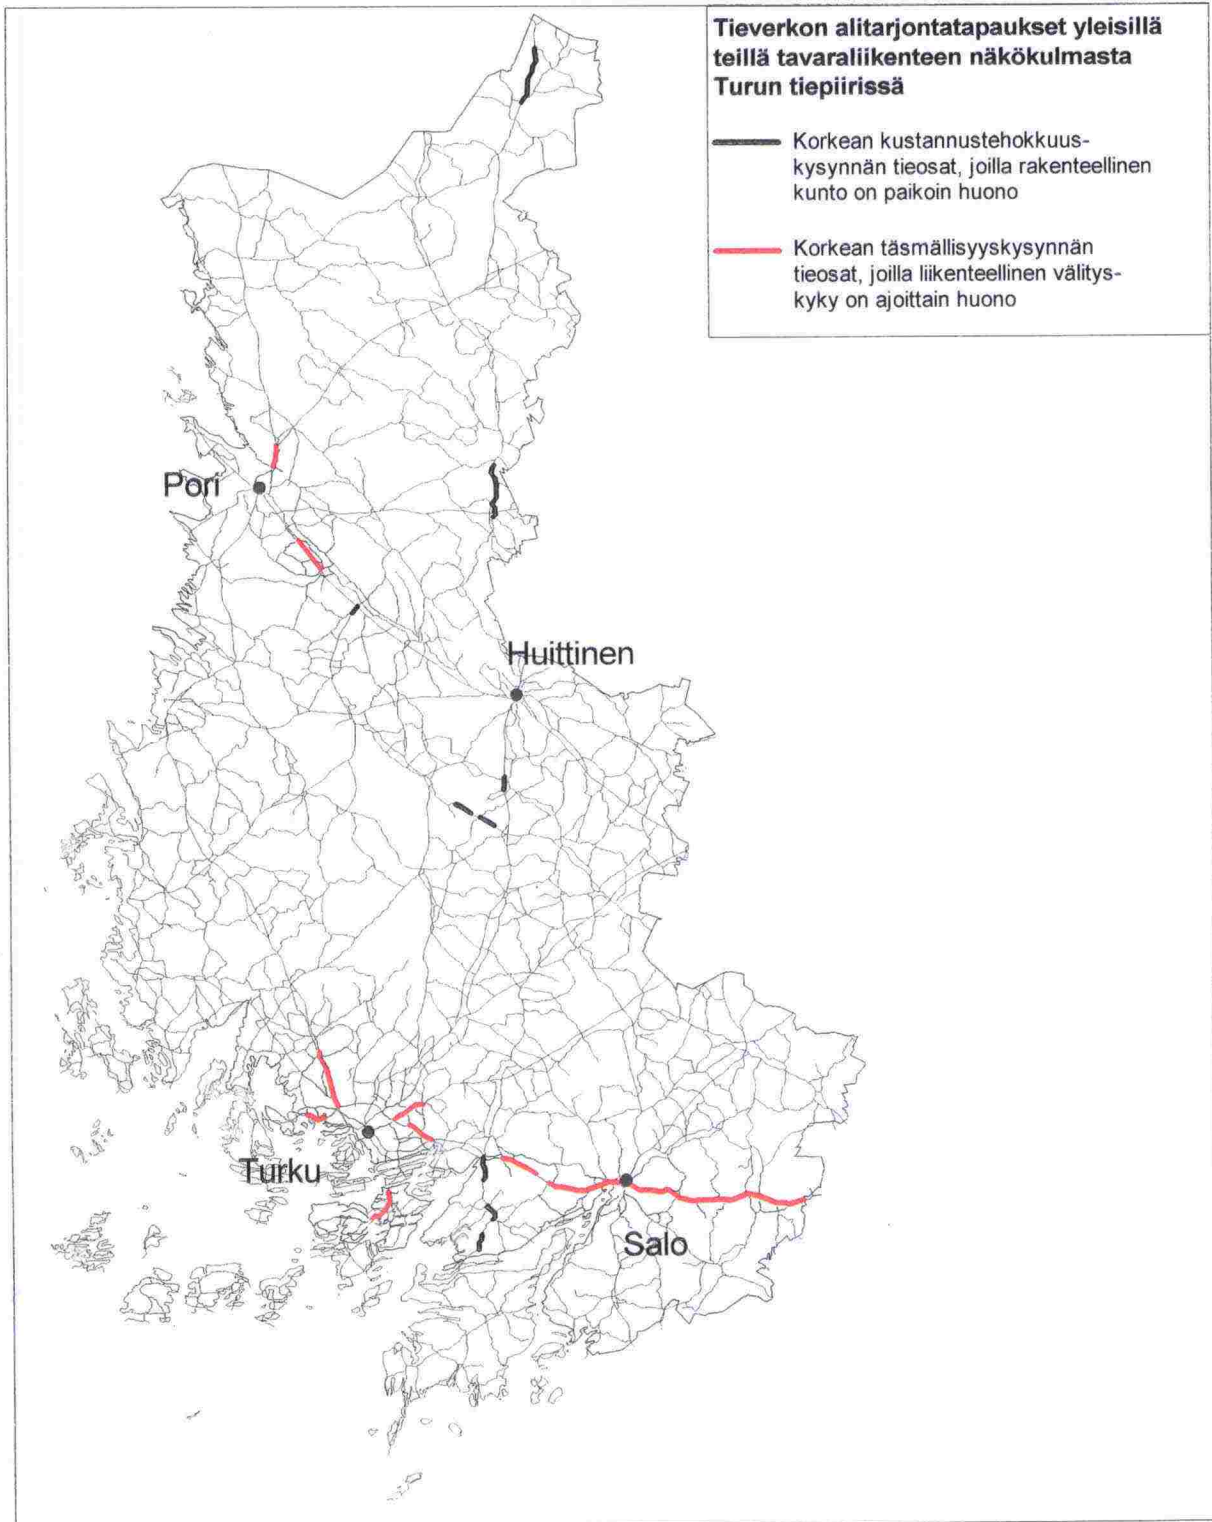 Tieverkon alitarjontatapaukset yleisillä
teillä tavaraliikenteen näkökulmasta
Turun tiepiirissä
Korkean kustannustehokkuus-
kysynnän tieosat, joilla rakenteellinen
kunto on paikoin huono
Korkean täsmällisyyskysynnän
tieosat, joilla liikenteellinen välitys-
kyky on ajoittain huono
Pori
Huittinen
Turku
Salo